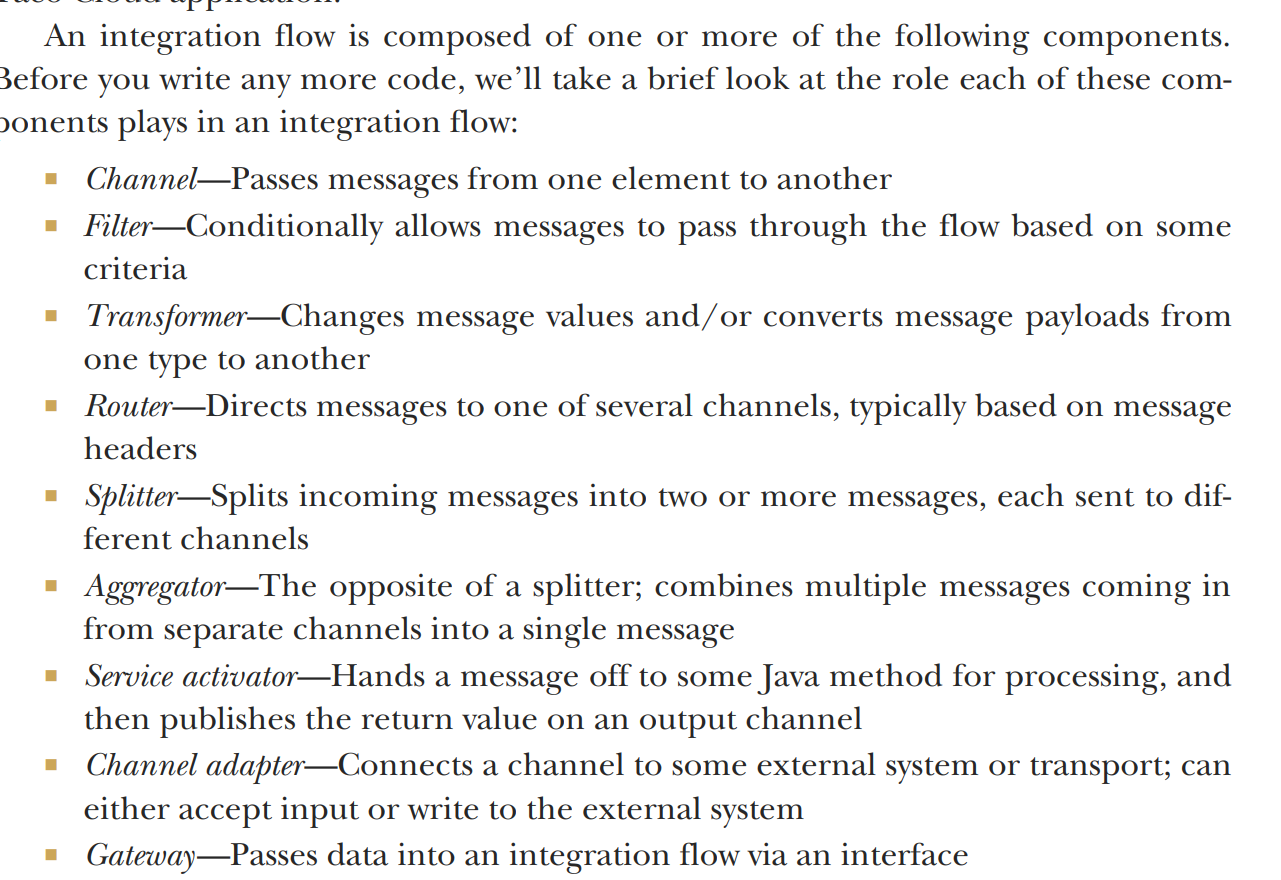 Taco Cloud application.
An integration flow is composed of one or more of the following components.
Before you write any more code, we’ll take a brief look at the role each of these com-
ponents plays in an integration flow:
■ Channel—Passes messages from one element to another
■ Filter—Conditionally allows messages to pass through the flow based on some
criteria
■ Transformer—Changes message values and/or converts message payloads from
one type to another
■ Router—Directs messages to one of several channels, typically based on message
headers
■ Splitter—Splits incoming messages into two or more messages, each sent to dif-
ferent channels
■ Aggregator—The opposite of a splitter; combines multiple messages coming in
from separate channels into a single message
■ Service activator—Hands a message off to some Java method for processing, and
then publishes the return value on an output channel
■ Channel adapter—Connects a channel to some external system or transport; can
either accept input or write to the external system
■ Gateway—Passes data into an integration flow via an interface